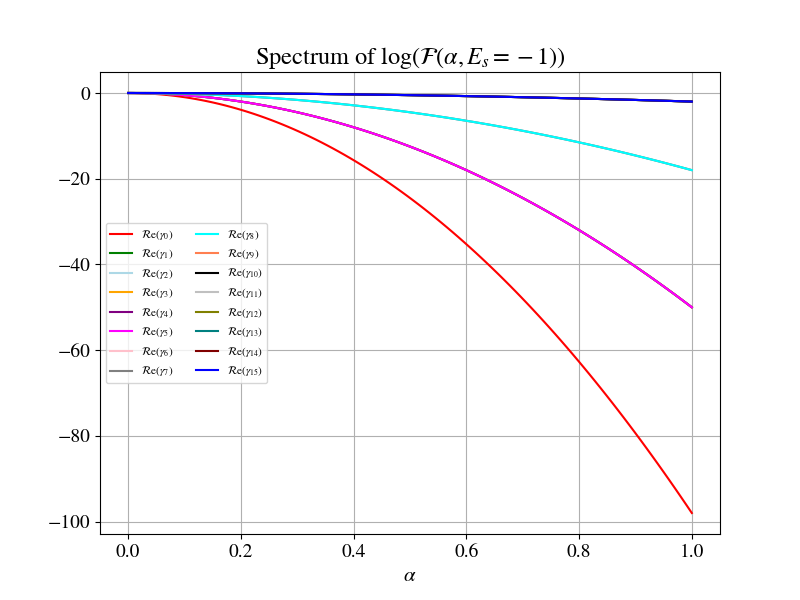 Spectrum of log(ℱ(α, E_s = −1))
0
−20
−40
−60
−80
−100
0.0 0.2 0.4 0.6 0.8 1.0
α
ℛe(γ₀) ℛe(γ₈)
ℛe(γ₁) ℛe(γ₉)
ℛe(γ₂) ℛe(γ₁₀)
ℛe(γ₃) ℛe(γ₁₁)
ℛe(γ₄) ℛe(γ₁₂)
ℛe(γ₅) ℛe(γ₁₃)
ℛe(γ₆) ℛe(γ₁₄)
ℛe(γ₇) ℛe(γ₁₅)